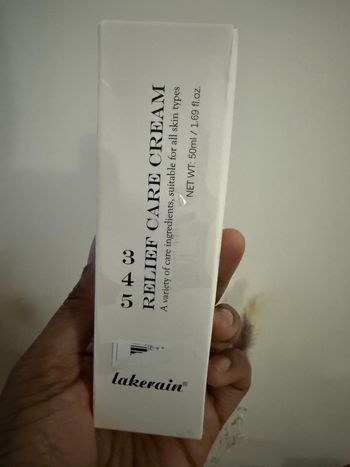 5 4 3
RELIEF CARE CREAM
A variety of care ingredients, suitable for all skin types
NET WT: 50ml / 1.69 fl.oz.
lakerain®